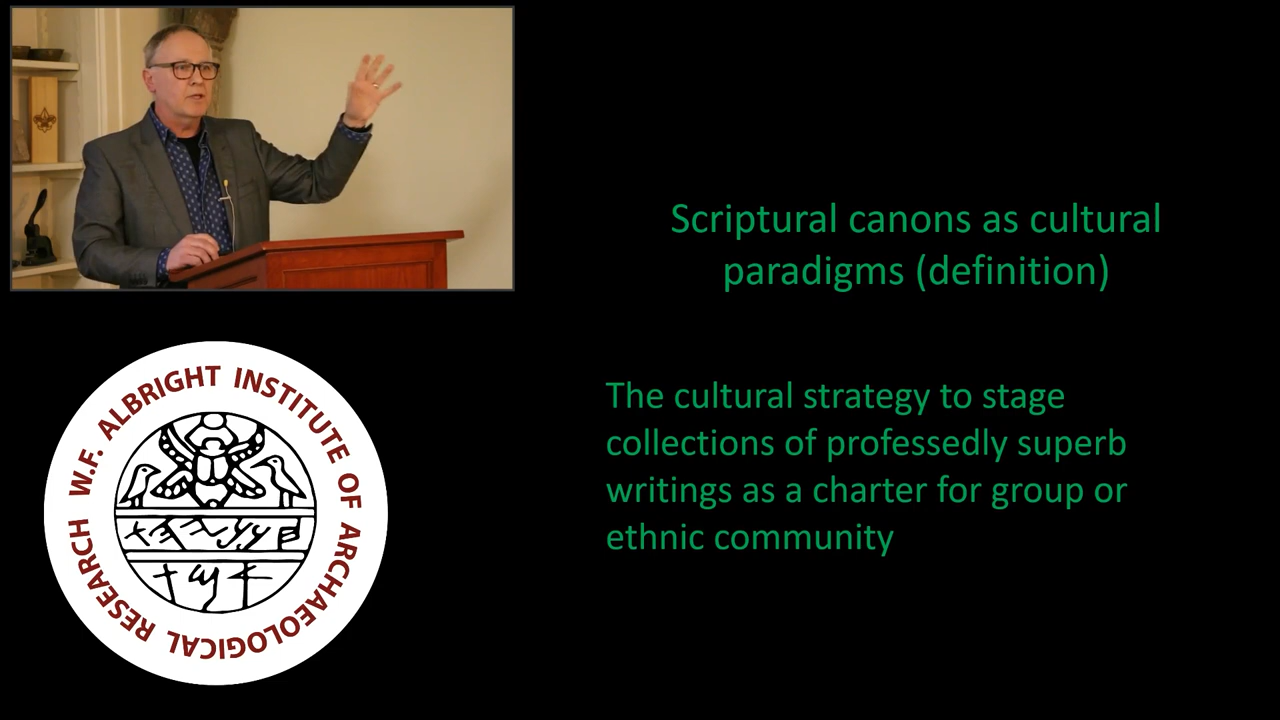 Scriptural canons as cultural
paradigms (definition)
The cultural strategy to stage
collections of professedly superb
writings as a charter for group or
ethnic community
W.F. ALBRIGHT INSTITUTE OF ARCHAEOLOGICAL RESEARCH